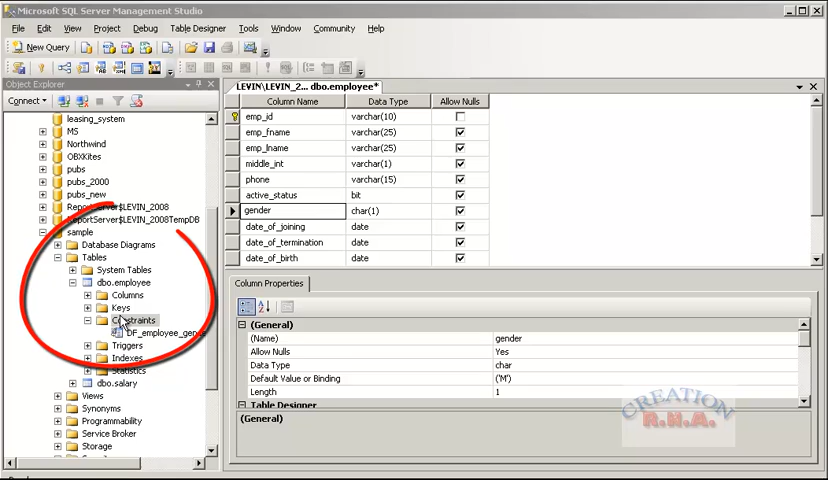 Microsoft SQL Server Management Studio
File Edit View Project Debug Table Designer Tools Window Community Help
New Query
Object Explorer
Connect
leasing_system
MS
Northwind
OBXKites
pubs
pubs_2000
pubs_new
ReportServer$LEVIN_2008
ReportServer$LEVIN_2008TempDB
sample
Database Diagrams
Tables
System Tables
dbo.employee
Columns
Keys
Constraints
DF_employee_gen
Triggers
Indexes
Statistics
dbo.salary
Views
Synonyms
Programmability
Service Broker
Storage
LEVIN\LEVIN_2... dbo.employee*
Column Name Data Type Allow Nulls
emp_id varchar(10)
emp_fname varchar(25)
emp_lname varchar(25)
middle_int varchar(1)
phone varchar(15)
active_status bit
gender char(1)
date_of_joining date
date_of_termination date
date_of_birth date
Column Properties
(General)
(Name) gender
Allow Nulls Yes
Data Type char
Default Value or Binding ('M')
Length 1
Table Designer
(General)
CREATION
R.H.A.